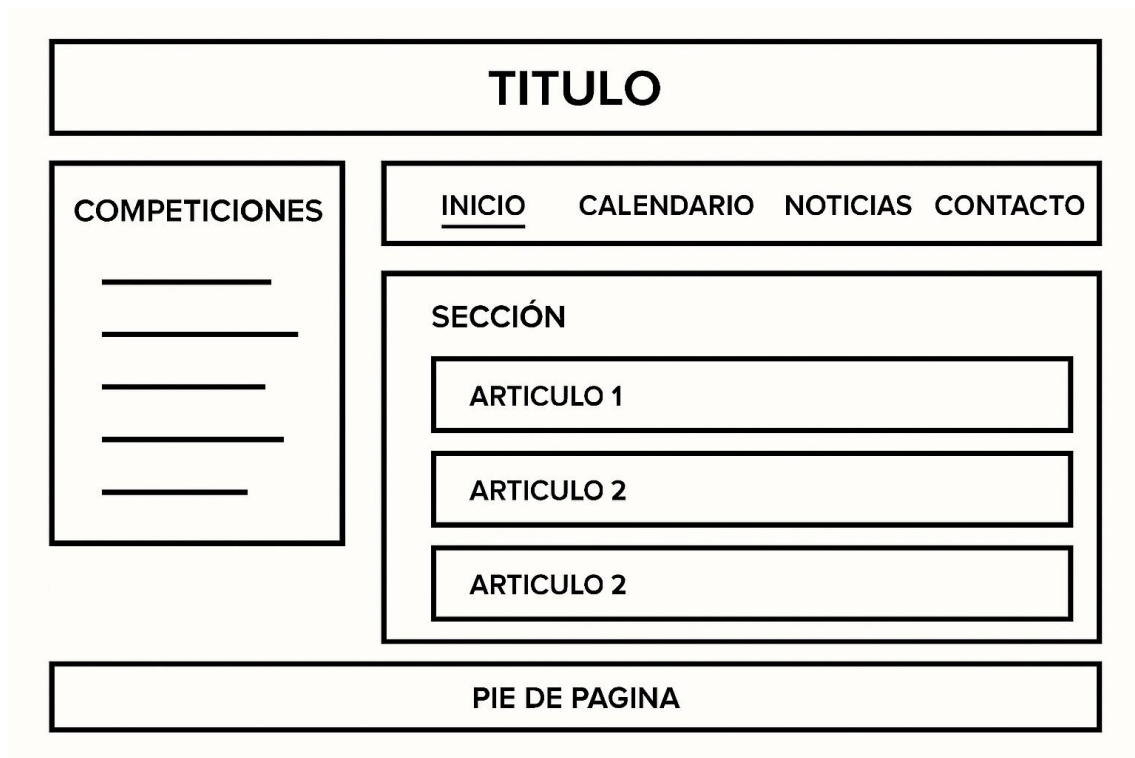 TITULO
COMPETICIONES
INICIO CALENDARIO NOTICIAS CONTACTO
SECCIÓN
ARTICULO 1
ARTICULO 2
ARTICULO 2
PIE DE PAGINA